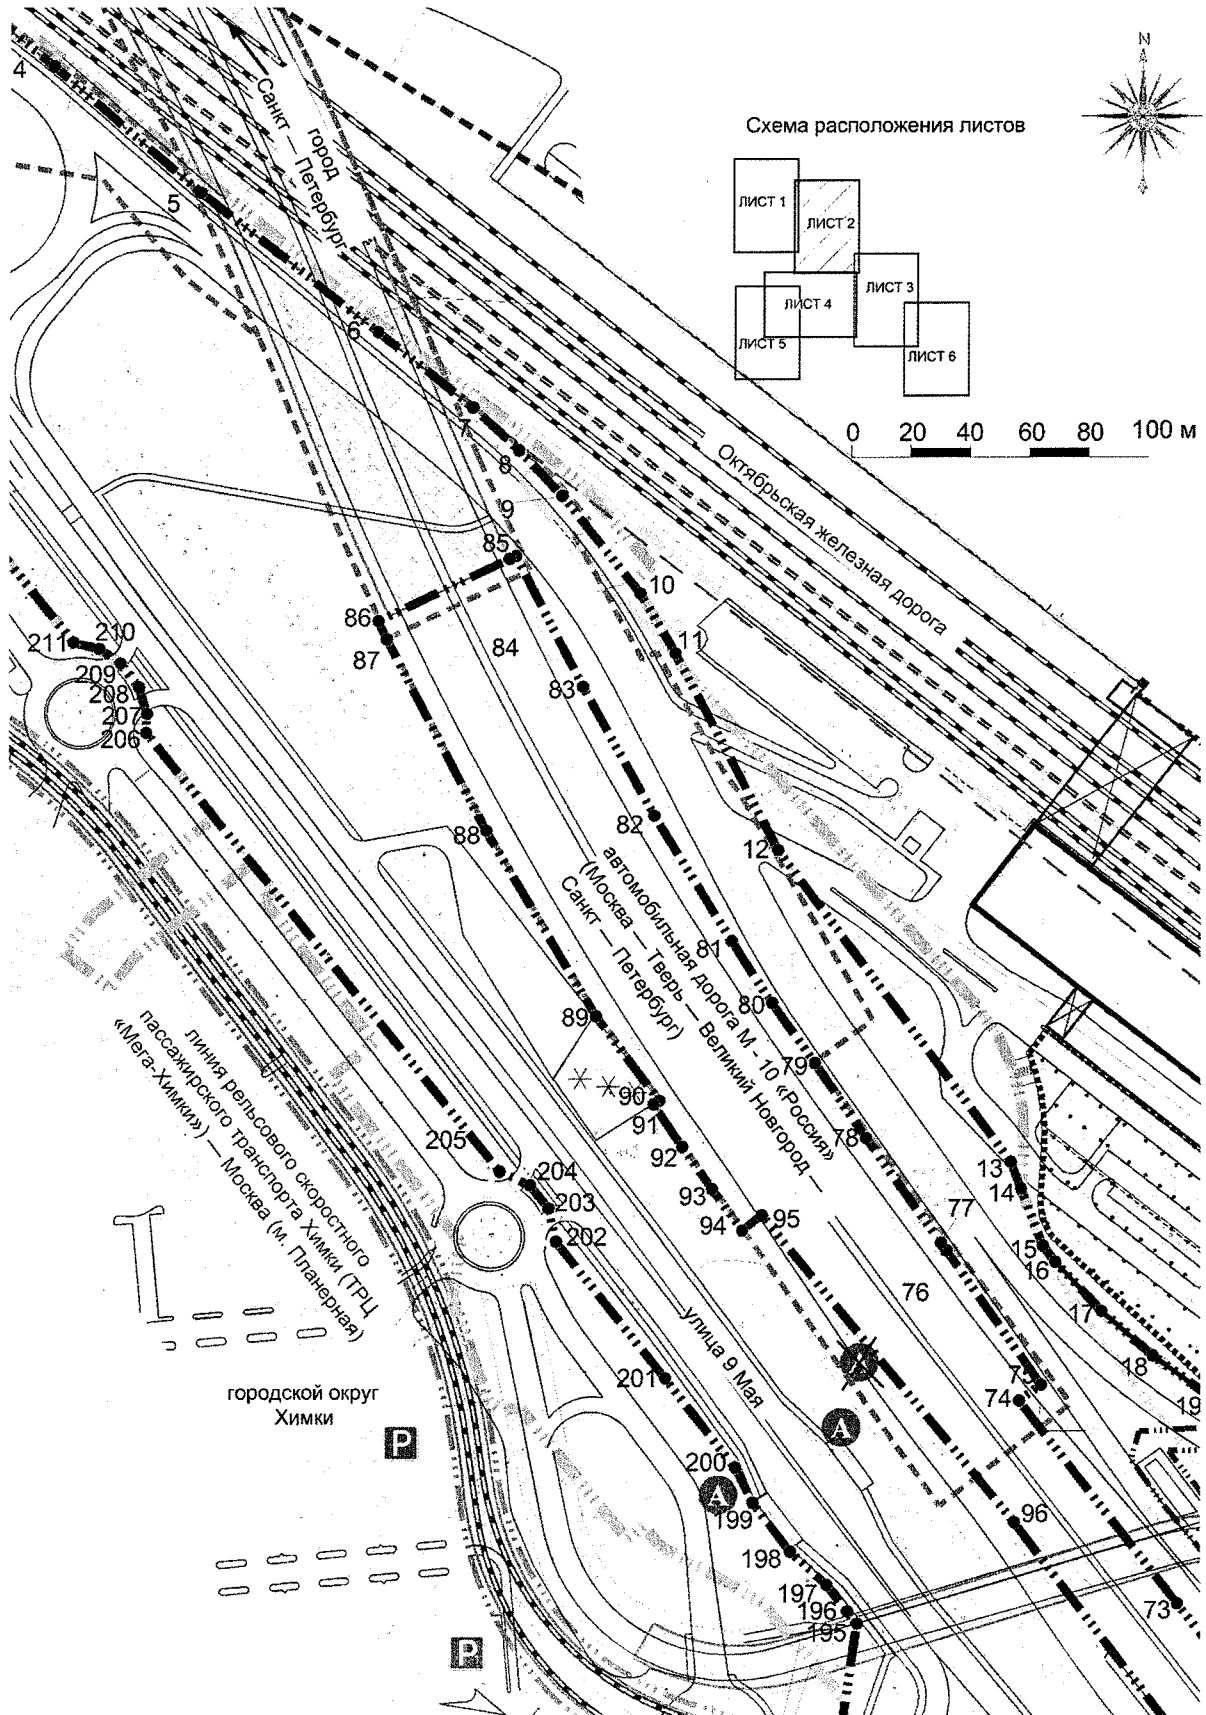 N
Схема расположения листов
ЛИСТ 1
ЛИСТ 2
ЛИСТ 3
ЛИСТ 4
ЛИСТ 5
ЛИСТ 6
0 20 40 60 80 100 м
город
Санкт — Петербург
Октябрьская железная дорога
4
5
6
7
8
9
10
11
12
13
14
15
16
17
18
19
85
86
87
84
83
82
81
80
79
78
77
76
75
74
73
88
89
90
91
92
93
94
95
96
211
210
209
208
207
206
205
204
203
202
201
200
199
198
197
196
195
автомобильная дорога М - 10 «Россия»
(Москва — Тверь — Великий Новгород
Санкт — Петербург)
линия рельсового скоростного
пассажирского транспорта Химки (ТРЦ
«Мега-Химки») — Москва (м. Планерная)
улица 9 Мая
городской округ
Химки
P
P
А
А